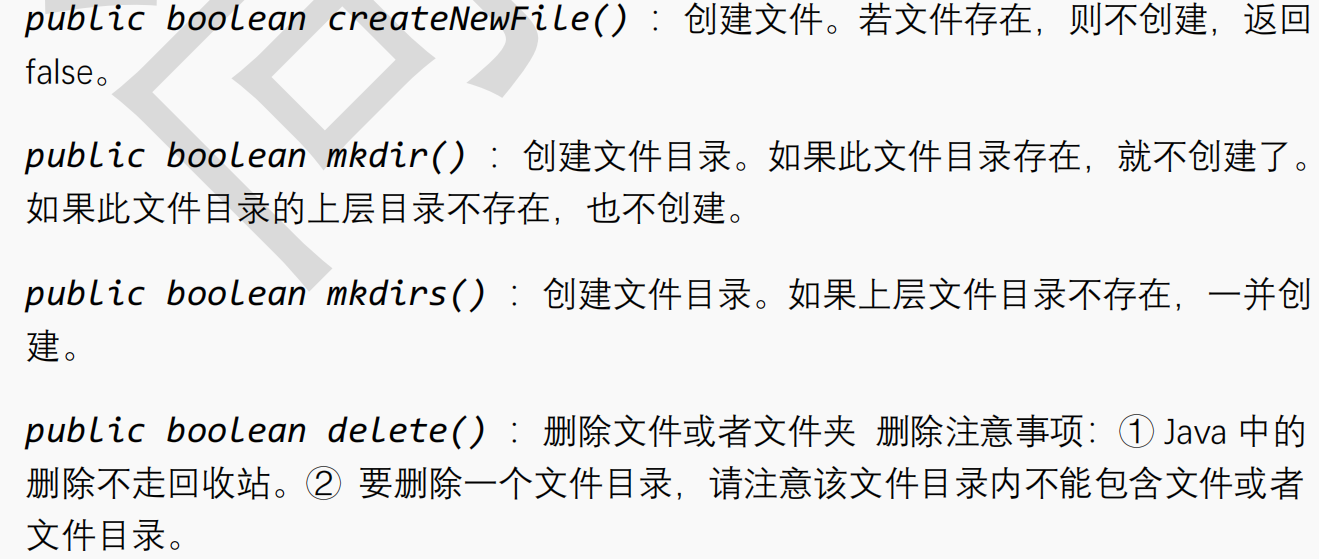 public boolean createNewFile() ：创建文件。若文件存在，则不创建，返回
false。
public boolean mkdir() ：创建文件目录。如果此文件目录存在，就不创建了。
如果此文件目录的上层目录不存在，也不创建。
public boolean mkdirs() ：创建文件目录。如果上层文件目录不存在，一并创
建。
public boolean delete() ：删除文件或者文件夹 删除注意事项：① Java 中的
删除不走回收站。② 要删除一个文件目录，请注意该文件目录内不能包含文件或者
文件目录。